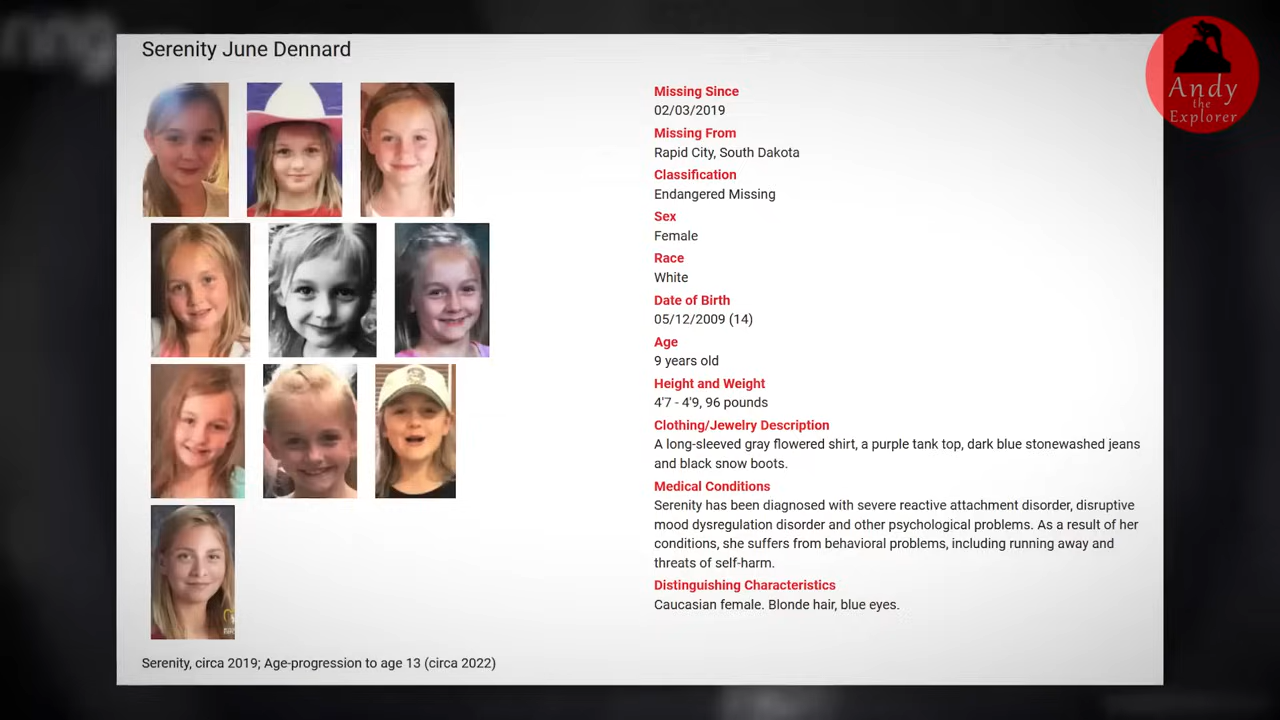 ring
Serenity June Dennard
Andy
the
Explorer
Missing Since
02/03/2019
Missing From
Rapid City, South Dakota
Classification
Endangered Missing
Sex
Female
Race
White
Date of Birth
05/12/2009 (14)
Age
9 years old
Height and Weight
4'7 - 4'9, 96 pounds
Clothing/Jewelry Description
A long-sleeved gray flowered shirt, a purple tank top, dark blue stonewashed jeans
and black snow boots.
Medical Conditions
Serenity has been diagnosed with severe reactive attachment disorder, disruptive
mood dysregulation disorder and other psychological problems. As a result of her
conditions, she suffers from behavioral problems, including running away and
threats of self-harm.
Distinguishing Characteristics
Caucasian female. Blonde hair, blue eyes.
Serenity, circa 2019; Age-progression to age 13 (circa 2022)